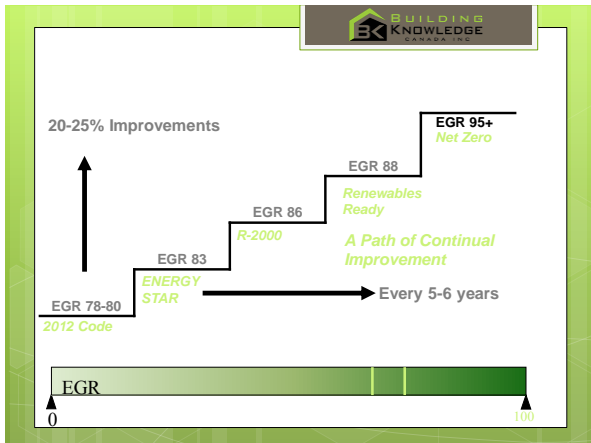 BUILDING
KNOWLEDGE
CANADA INC
BK
20-25% Improvements
EGR 95+
Net Zero
EGR 88
Renewables
Ready
EGR 86
R-2000
A Path of Continual
Improvement
EGR 83
ENERGY
STAR
Every 5-6 years
EGR 78-80
2012 Code
EGR
0
100